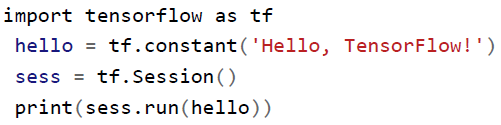 import tensorflow as tf
hello = tf.constant('Hello, TensorFlow!')
sess = tf.Session()
print(sess.run(hello))